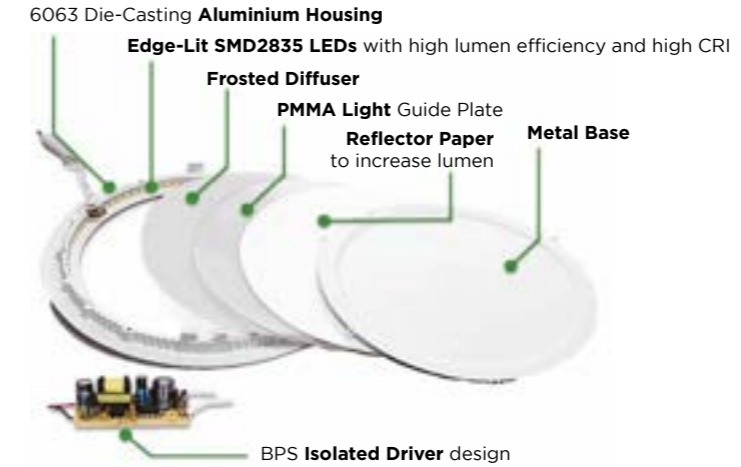 6063 Die-Casting Aluminium Housing
Edge-Lit SMD2835 LEDs with high lumen efficiency and high CRI
Frosted Diffuser
PMMA Light Guide Plate
Reflector Paper
to increase lumen
Metal Base
BPS Isolated Driver design